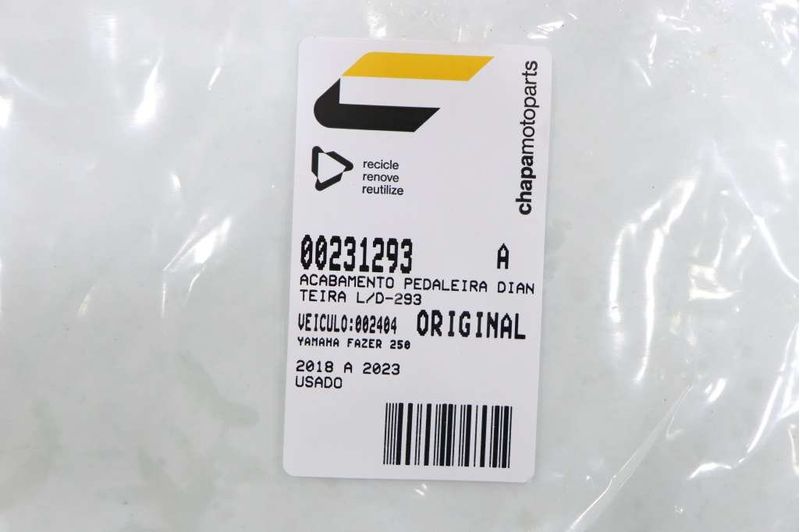 chapamotoparts
recicle
renove
reutilize
00231293 A
ACABAMENTO PEDALEIRA DIAN
TEIRA L/D-293
VEICULO:002404 ORIGINAL
YAMAHA FAZER 250
2018 A 2023
USADO